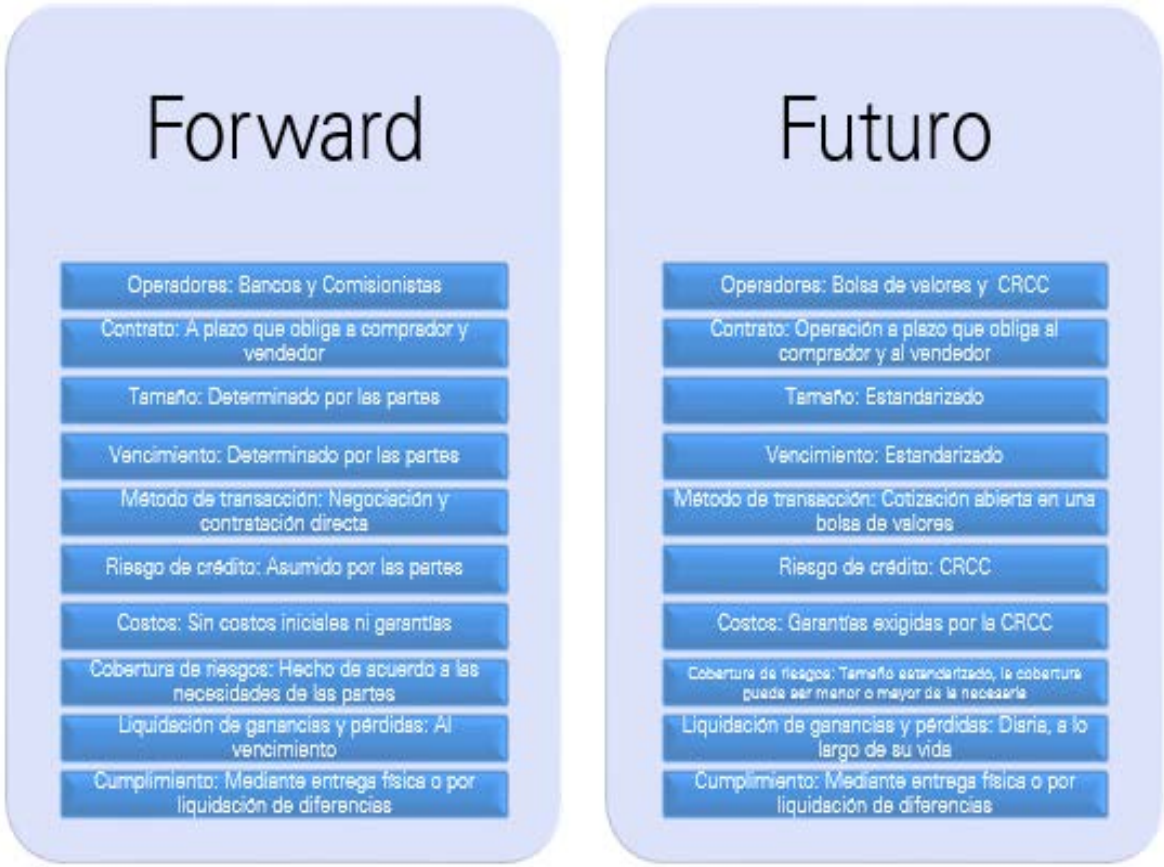 Forward
Operadores: Bancos y Comisionistas
Contrato: A plazo que obliga a comprador y
vendedor
Tamaño: Determinado por las partes
Vencimiento: Determinado por las partes
Método de transacción: Negociación y
contratación directa
Riesgo de crédito: Asumido por las partes
Costos: Sin costos iniciales ni garantías
Cobertura de riesgos: Hecho de acuerdo a las
necesidades de las partes
Liquidación de ganancias y pérdidas: Al
vencimiento
Cumplimiento: Mediante entrega física o por
liquidación de diferencias
Futuro
Operadores: Bolsa de valores y CRCC
Contrato: Operación a plazo que obliga al
comprador y al vendedor
Tamaño: Estandarizado
Vencimiento: Estandarizado
Método de transacción: Cotización abierta en una
bolsa de valores
Riesgo de crédito: CRCC
Costos: Garantías exigidas por la CRCC
Cobertura de riesgos: Tamaño estandarizado, la cobertura
puede ser menor o mayor de la necesaria
Liquidación de ganancias y pérdidas: Diaria, a lo
largo de su vida
Cumplimiento: Mediante entrega física o por
liquidación de diferencias